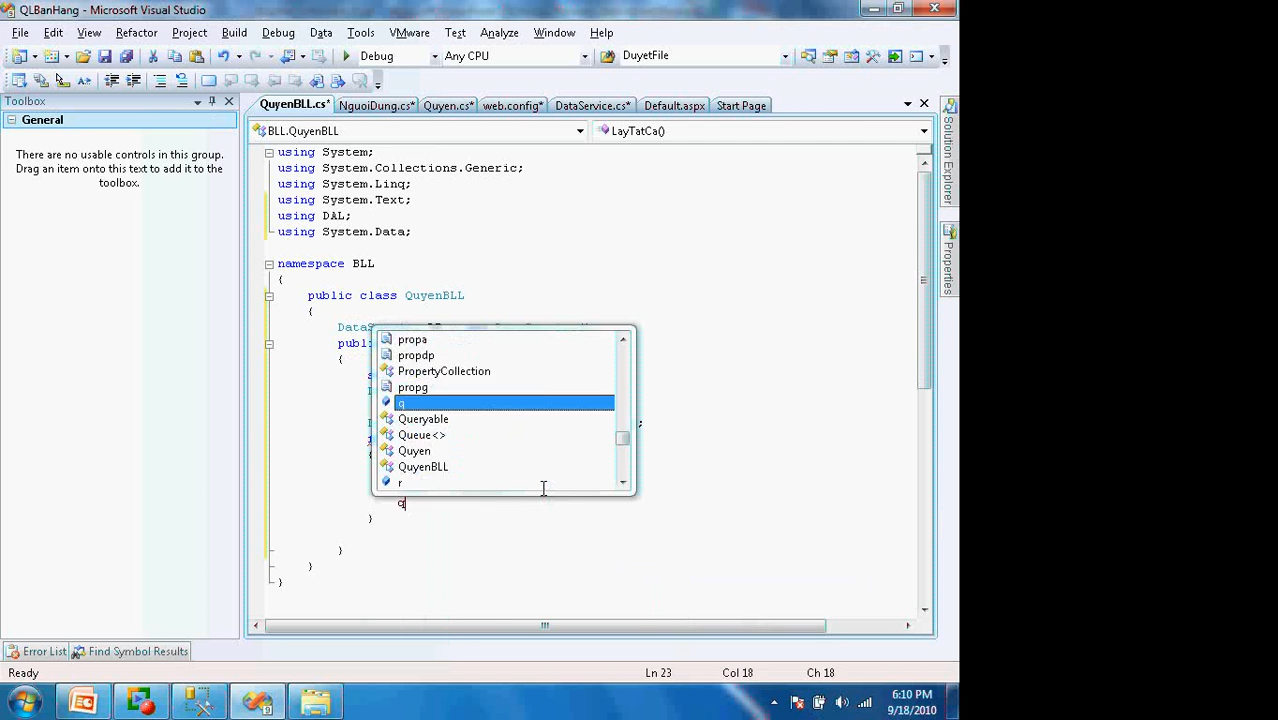 QLBanHang - Microsoft Visual Studio
File Edit View Refactor Project Build Debug Data Tools VMware Test Analyze Window Help
Debug Any CPU DuyetFile
Toolbox
General
There are no usable controls in this group.
Drag an item onto this text to add it to the
toolbox.
QuyenBLL.cs* NguoiDung.cs* Quyen.cs* web.config* DataService.cs* Default.aspx Start Page
BLL.QuyenBLL LayTatCa()
using System;
using System.Collections.Generic;
using System.Linq;
using System.Text;
using DAL;
using System.Data;
namespace BLL
{
public class QuyenBLL
{
propa
propdp
PropertyCollection
propg
q
Queryable
Queue<>
Quyen
QuyenBLL
r
q
}
}
}
}
Solution Explorer
Properties
Error List Find Symbol Results
Ready Ln 23 Col 18 Ch 18
6:10 PM
9/18/2010